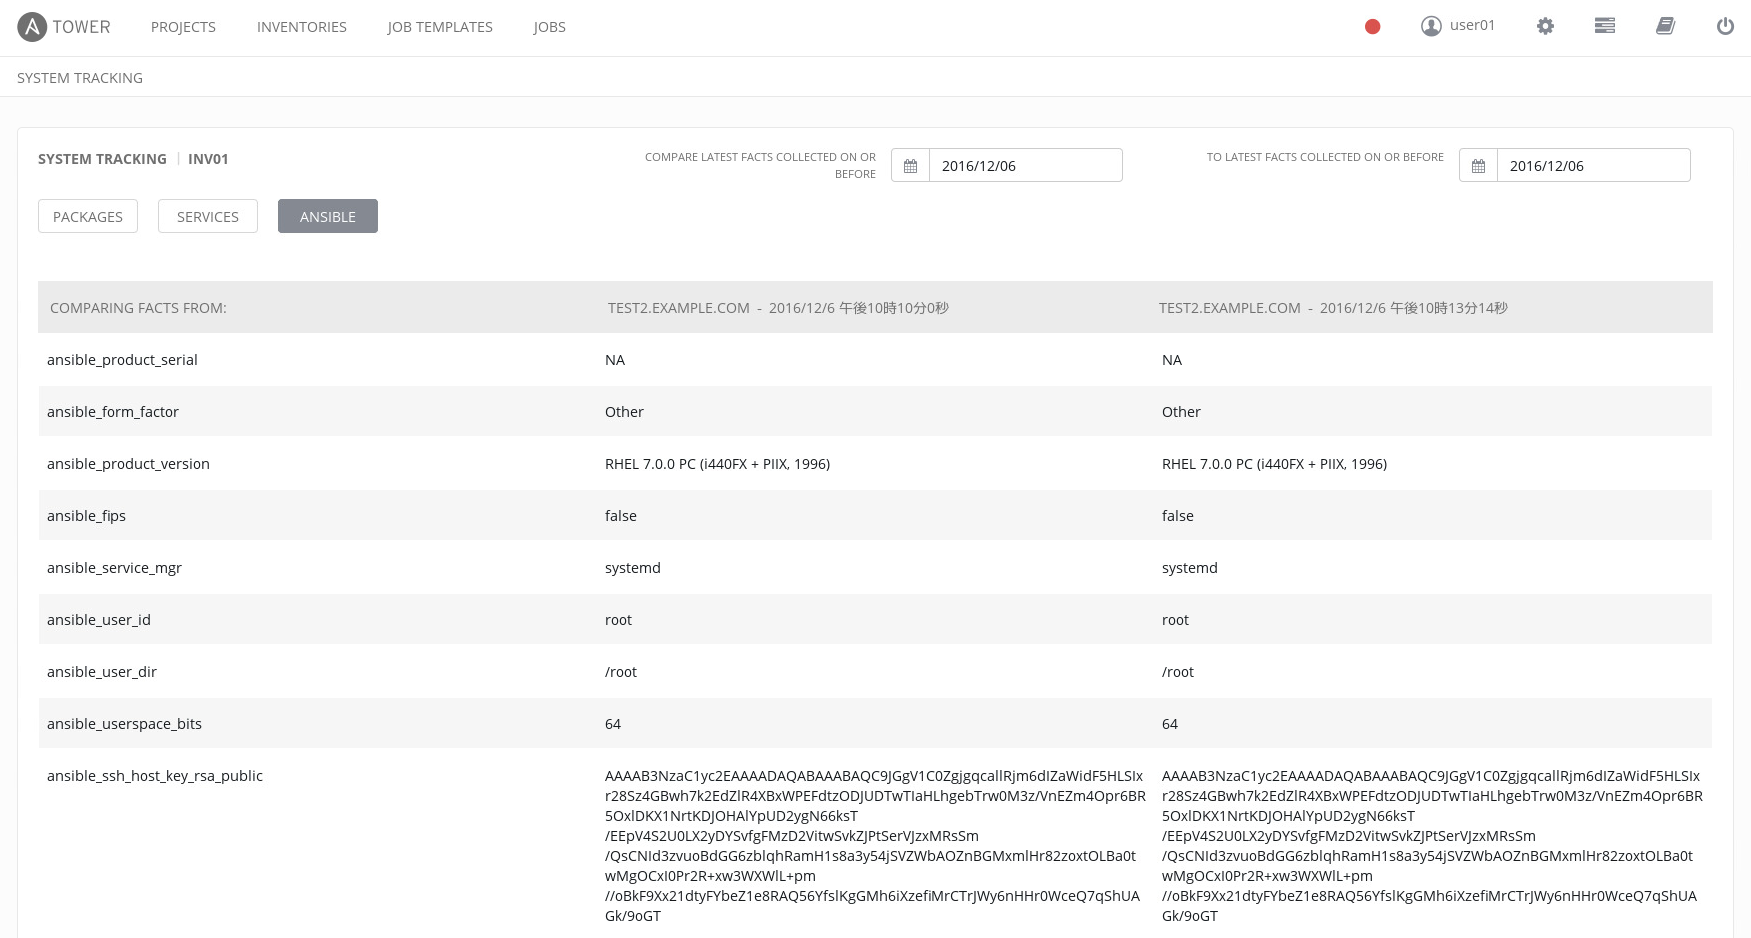 A TOWER PROJECTS INVENTORIES JOB TEMPLATES JOBS user01
SYSTEM TRACKING
SYSTEM TRACKING | INV01
COMPARE LATEST FACTS COLLECTED ON OR
BEFORE
2016/12/06
TO LATEST FACTS COLLECTED ON OR BEFORE
2016/12/06
PACKAGES SERVICES ANSIBLE
COMPARING FACTS FROM: TEST2.EXAMPLE.COM - 2016/12/6 午後10時10分0秒 TEST2.EXAMPLE.COM - 2016/12/6 午後10時13分14秒
ansible_product_serial NA NA
ansible_form_factor Other Other
ansible_product_version RHEL 7.0.0 PC (i440FX + PIIX, 1996) RHEL 7.0.0 PC (i440FX + PIIX, 1996)
ansible_fips false false
ansible_service_mgr systemd systemd
ansible_user_id root root
ansible_user_dir /root /root
ansible_userspace_bits 64 64
ansible_ssh_host_key_rsa_public
AAAAB3NzaC1yc2EAAAADAQABAAABAQC9JGgV1C0ZgjgqcallRjm6dIZaWidF5HLSIx
r28Sz4GBwh7k2EdZlR4XBxWPEFdtzODJUDTwTIaHLhgebTrw0M3z/VnEZm4Opr6BR
5OxlDKX1NrtKDJOHAlYpUD2ygN66ksT
/EEpV4S2U0LX2yDYSvfgFMzD2VitwSvkZJPtSerVJzxMRsSm
/QsCNId3zvuoBdGG6zblqhRamH1s8a3y54jSVZWbAOZnBGMxmlHr82zoxtOLBa0t
wMgOCxI0Pr2R+xw3WXWlL+pm
//oBkF9Xx21dtyFYbeZ1e8RAQ56YfslKgGMh6iXzefiMrCTrJWy6nHHr0WceQ7qShUA
Gk/9oGT
AAAAB3NzaC1yc2EAAAADAQABAAABAQC9JGgV1C0ZgjgqcallRjm6dIZaWidF5HLSIx
r28Sz4GBwh7k2EdZlR4XBxWPEFdtzODJUDTwTIaHLhgebTrw0M3z/VnEZm4Opr6BR
5OxlDKX1NrtKDJOHAlYpUD2ygN66ksT
/EEpV4S2U0LX2yDYSvfgFMzD2VitwSvkZJPtSerVJzxMRsSm
/QsCNId3zvuoBdGG6zblqhRamH1s8a3y54jSVZWbAOZnBGMxmlHr82zoxtOLBa0t
wMgOCxI0Pr2R+xw3WXWlL+pm
//oBkF9Xx21dtyFYbeZ1e8RAQ56YfslKgGMh6iXzefiMrCTrJWy6nHHr0WceQ7qShUA
Gk/9oGT